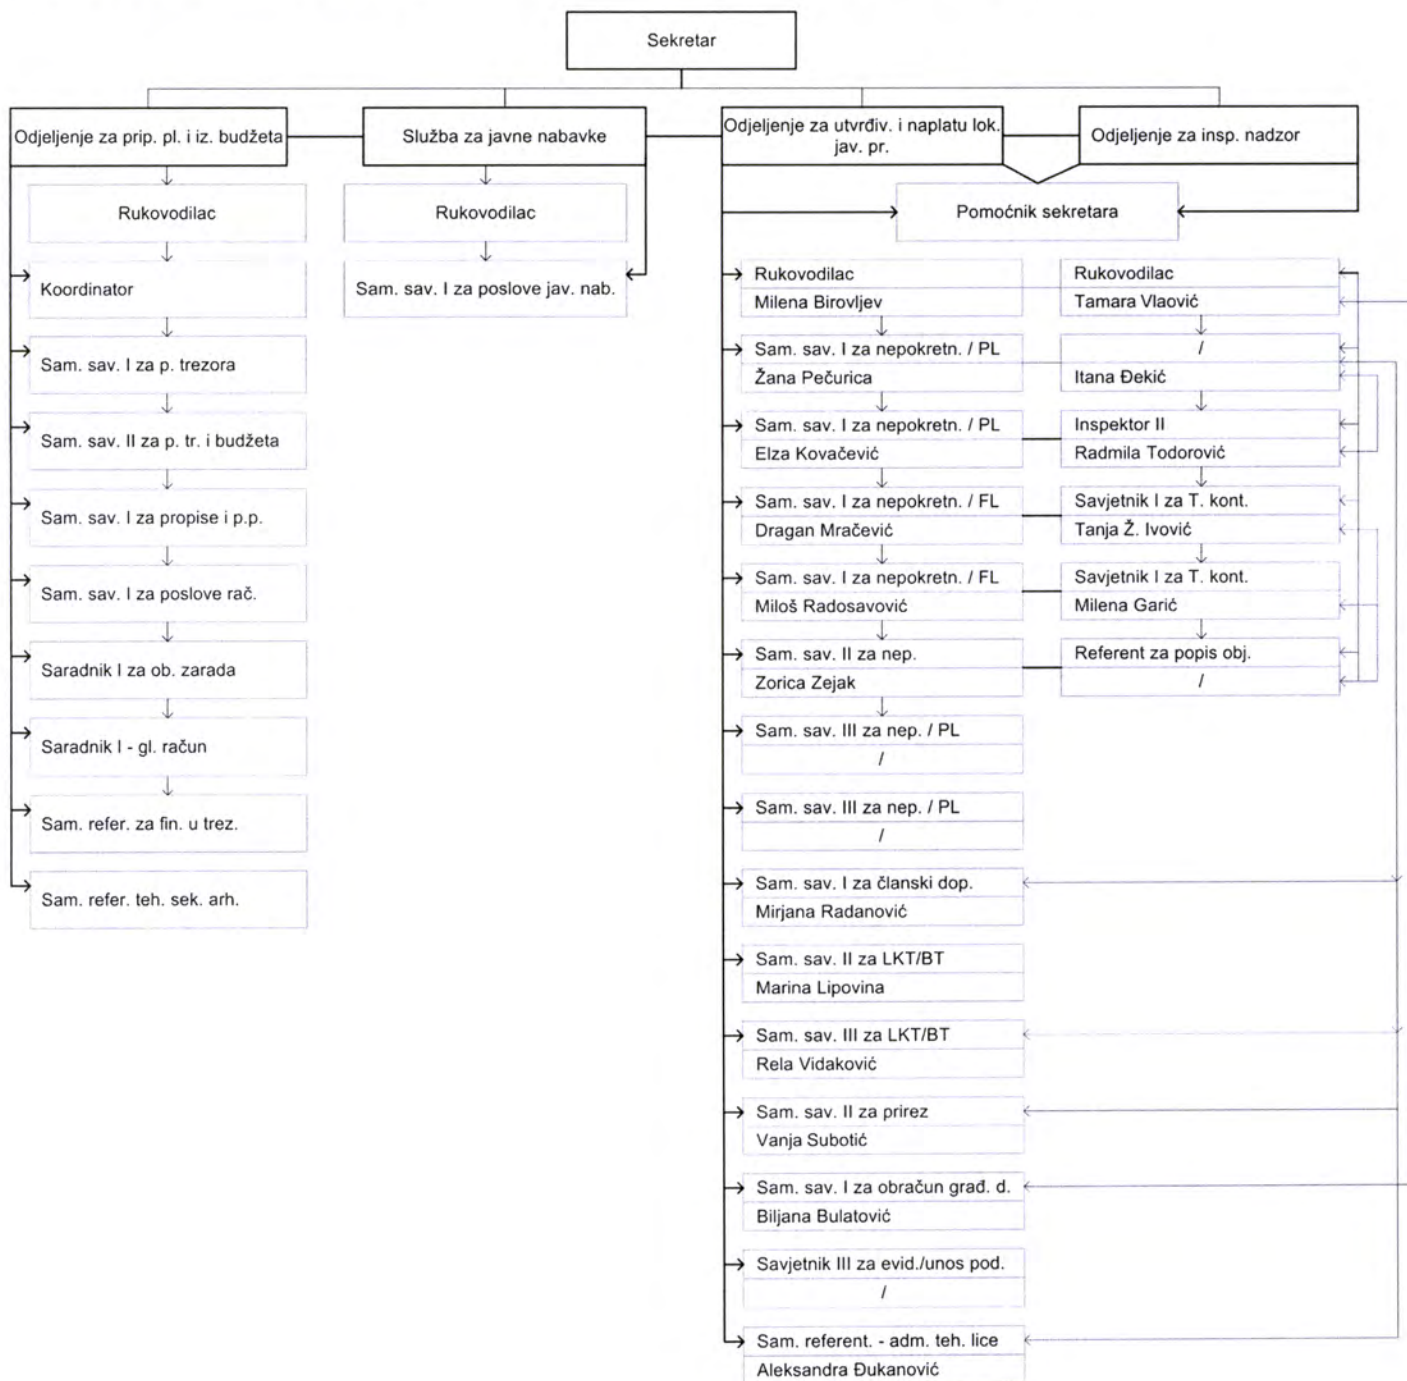 Sekretar
Odjeljenje za prip. pl. i iz. budžeta
Služba za javne nabavke
Odjeljenje za utvrđiv. i naplatu lok.
jav. pr.
Odjeljenje za insp. nadzor
Rukovodilac
Rukovodilac
Pomoćnik sekretara
Koordinator
Sam. sav. I za p. trezora
Sam. sav. II za p. tr. i budžeta
Sam. sav. I za propise i p.p.
Sam. sav. I za poslove rač.
Saradnik I za ob. zarada
Saradnik I - gl. račun
Sam. refer. za fin. u trez.
Sam. refer. teh. sek. arh.
Sam. sav. I za poslove jav. nab.
Rukovodilac
Milena Birovljev
Sam. sav. I za nepokretn. / PL
Žana Pečurica
Sam. sav. I za nepokretn. / PL
Elza Kovačević
Sam. sav. I za nepokretn. / FL
Dragan Mračević
Sam. sav. I za nepokretn. / FL
Miloš Radosavović
Sam. sav. II za nep.
Zorica Zejak
Sam. sav. III za nep. / PL
/
Sam. sav. III za nep. / PL
/
Sam. sav. I za članski dop.
Mirjana Radanović
Sam. sav. II za LKT/BT
Marina Lipovina
Sam. sav. III za LKT/BT
Rela Vidaković
Sam. sav. II za prirez
Vanja Subotić
Sam. sav. I za obračun građ. d.
Biljana Bulatović
Savjetnik III za evid./unos pod.
/
Sam. referent. - adm. teh. lice
Aleksandra Đukanović
Rukovodilac
Tamara Vlaović
/
Itana Đekić
Inspektor II
Radmila Todorović
Savjetnik I za T. kont.
Tanja Ž. Ivović
Savjetnik I za T. kont.
Milena Garić
Referent za popis obj.
/